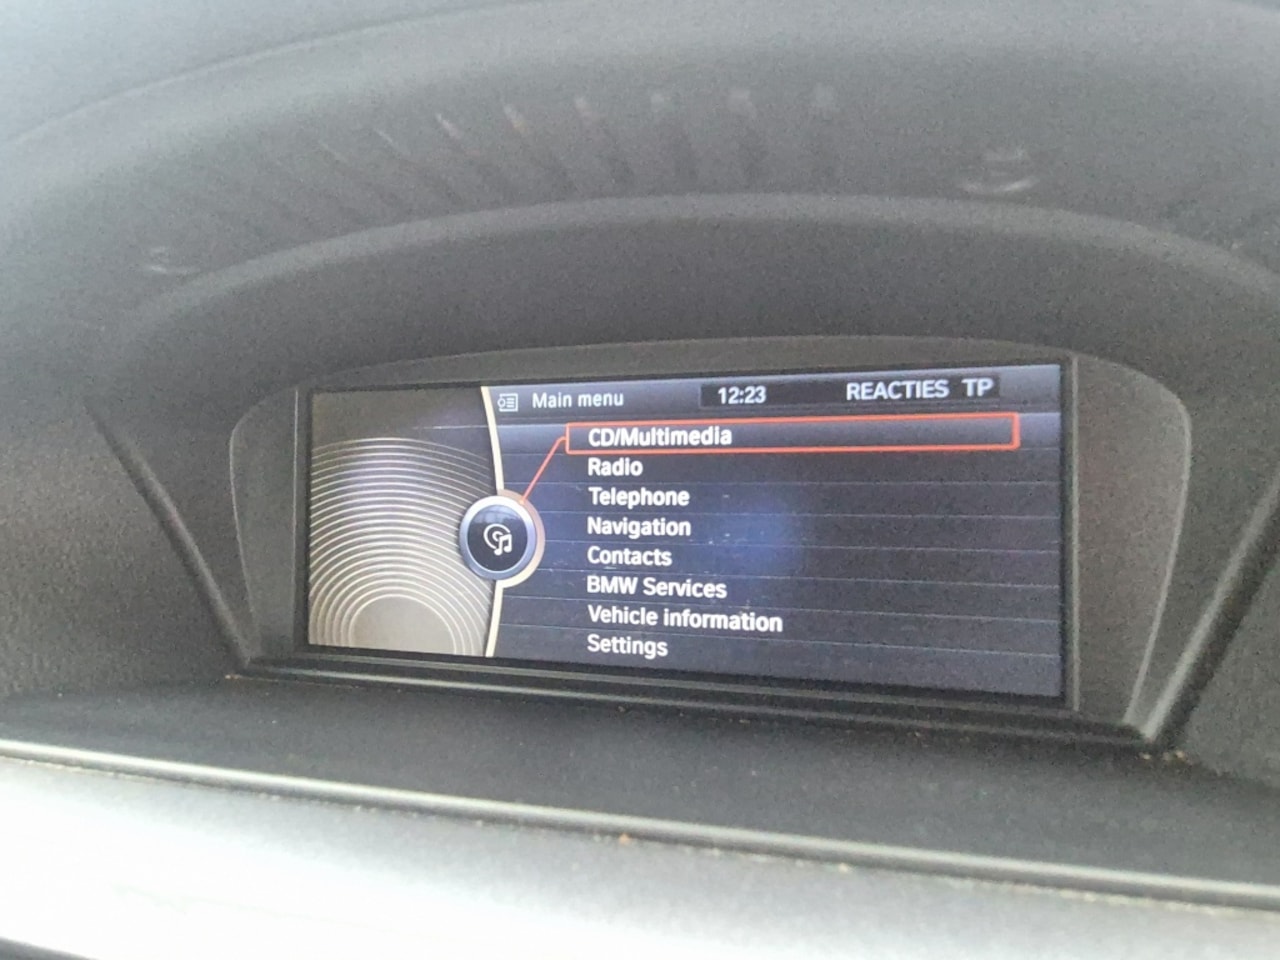 Main menu 12:23 REACTIES TP
CD/Multimedia
Radio
Telephone
Navigation
Contacts
BMW Services
Vehicle information
Settings